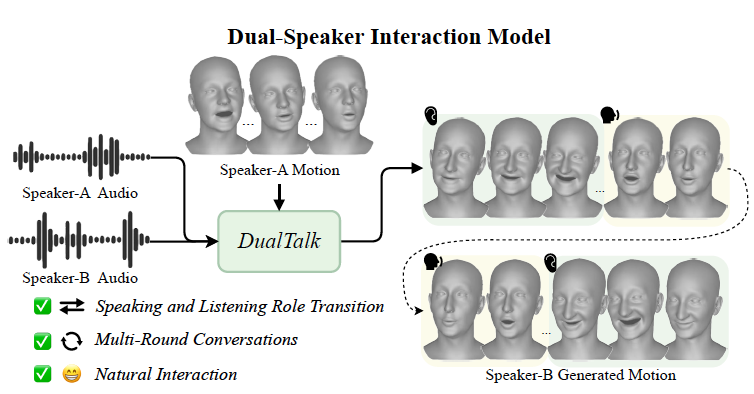 Dual-Speaker Interaction Model
...
...
Speaker-A Motion
Speaker-A Audio
DualTalk
Speaker-B Audio
...
...
Speaking and Listening Role Transition
Multi-Round Conversations
Natural Interaction
Speaker-B Generated Motion